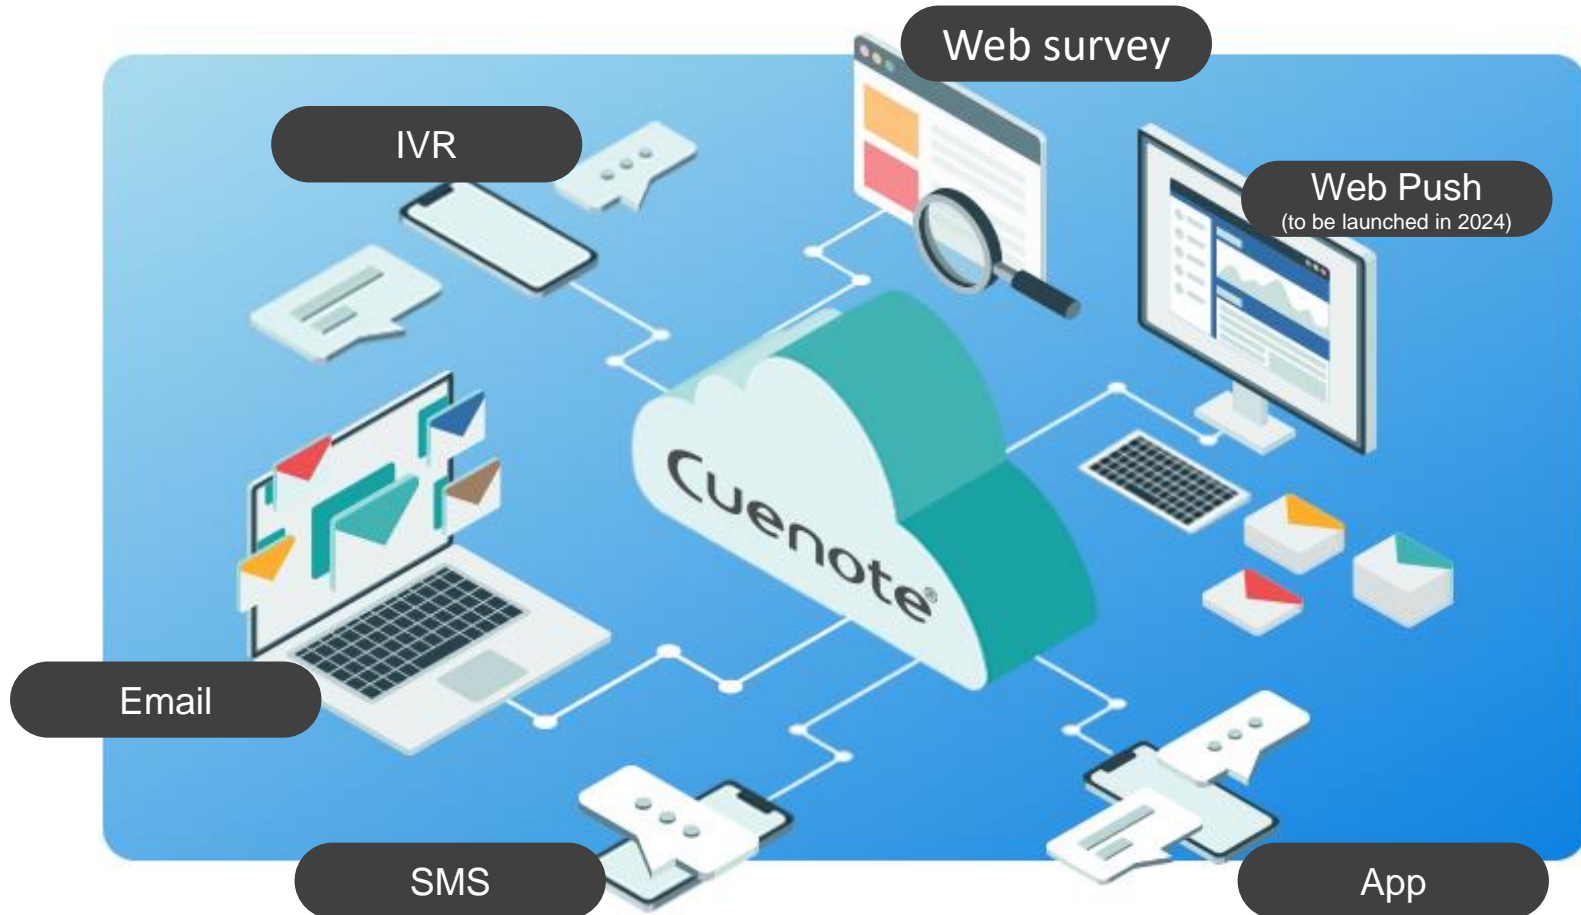 Web survey
IVR
Web Push
(to be launched in 2024)
Cuenote®
Email
SMS
App